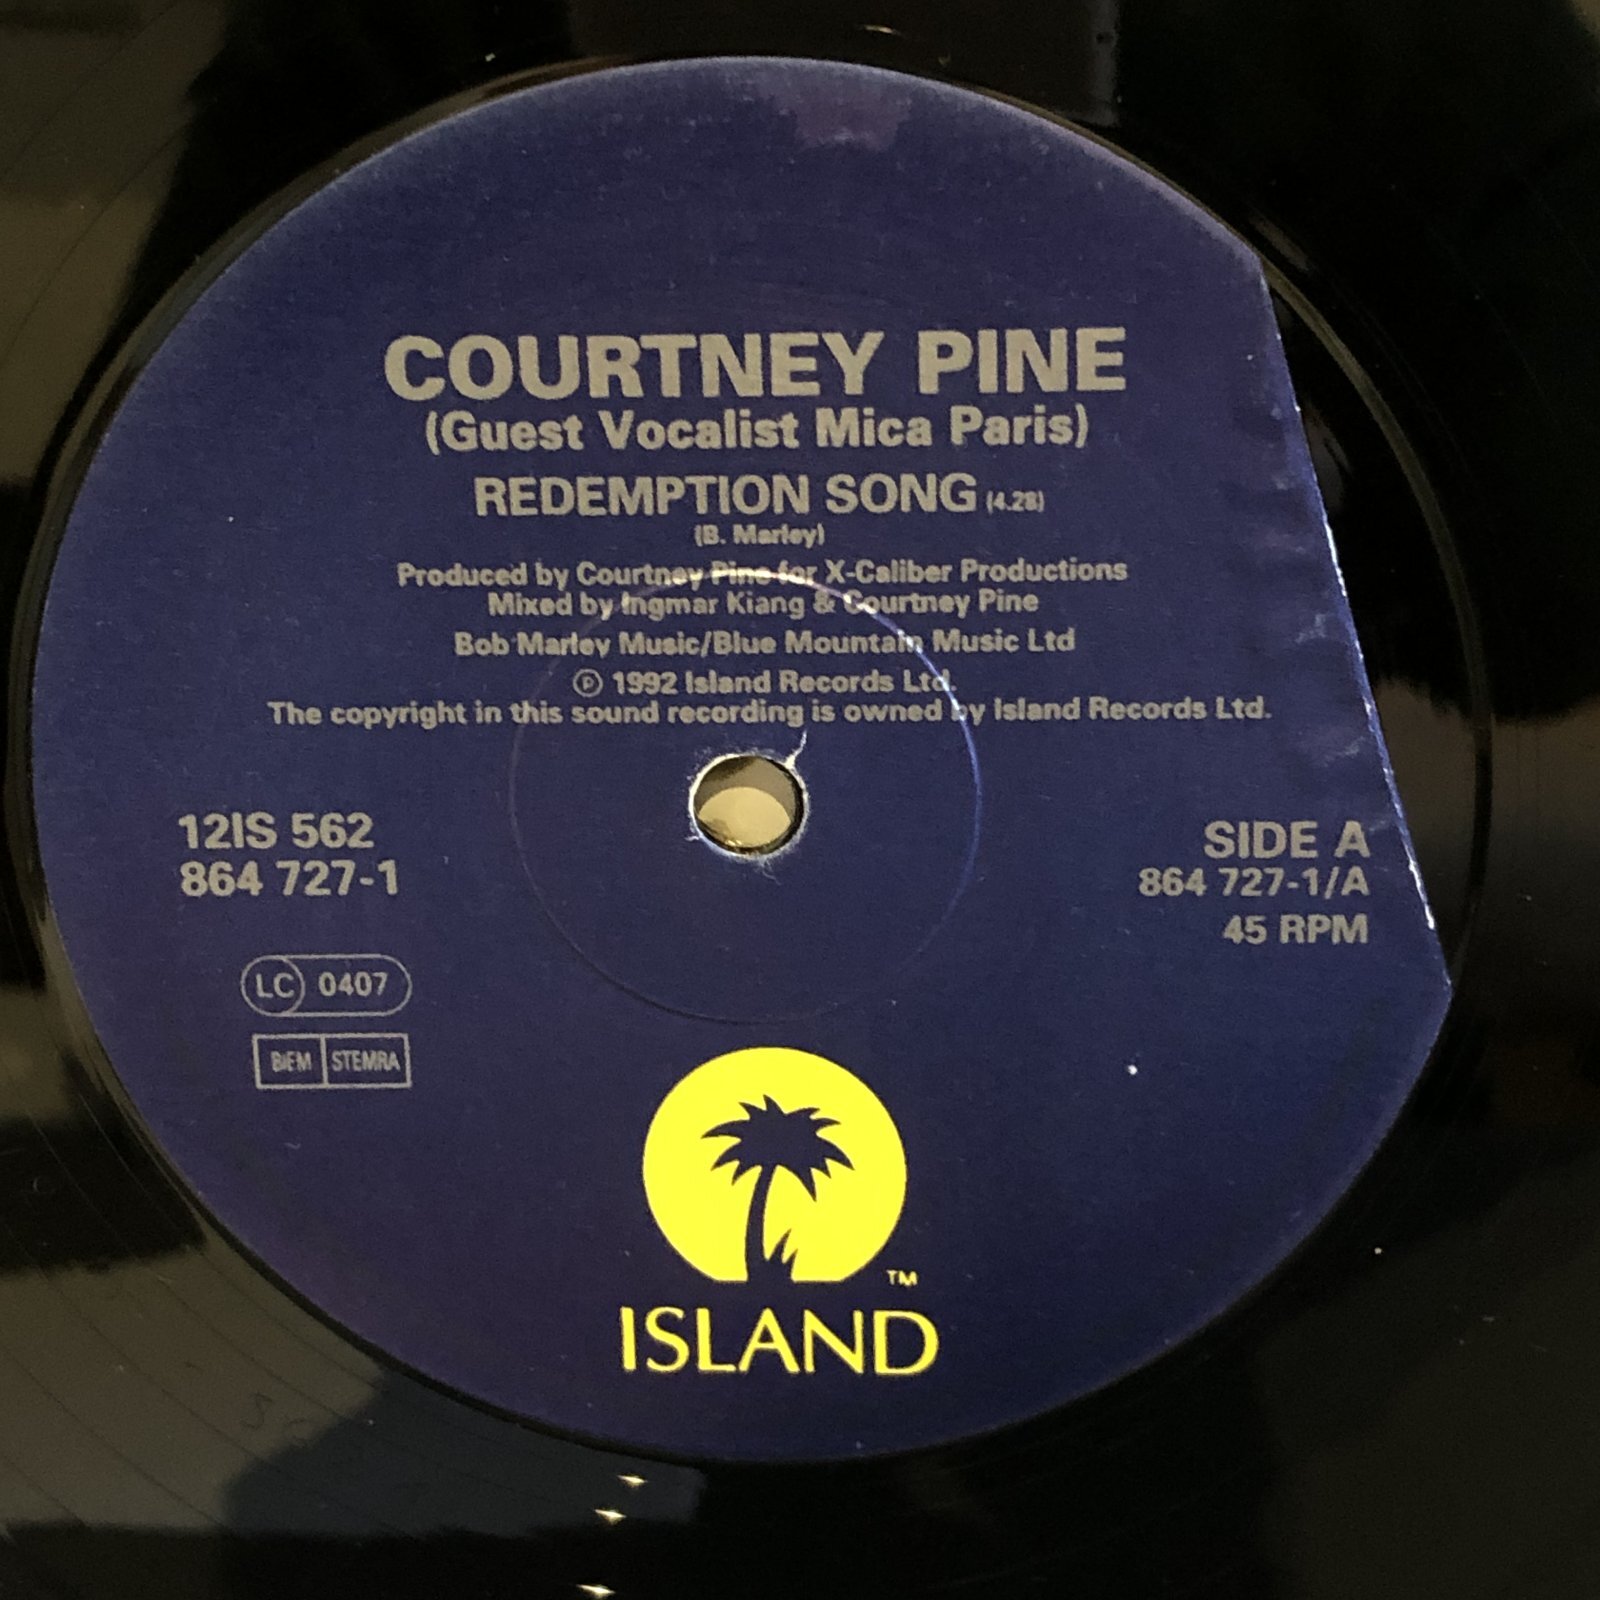 COURTNEY PINE
(Guest Vocalist Mica Paris)
REDEMPTION SONG (4.28)
(B. Marley)
Produced by Courtney Pine for X-Caliber Productions
Mixed by Ingmar Kiang & Courtney Pine
Bob Marley Music/Blue Mountain Music Ltd
℗ 1992 Island Records Ltd.
The copyright in this sound recording is owned by Island Records Ltd.
12IS 562
864 727-1
SIDE A
864 727-1/A
45 RPM
LC 0407
BIEM STEMRA
TM
ISLAND